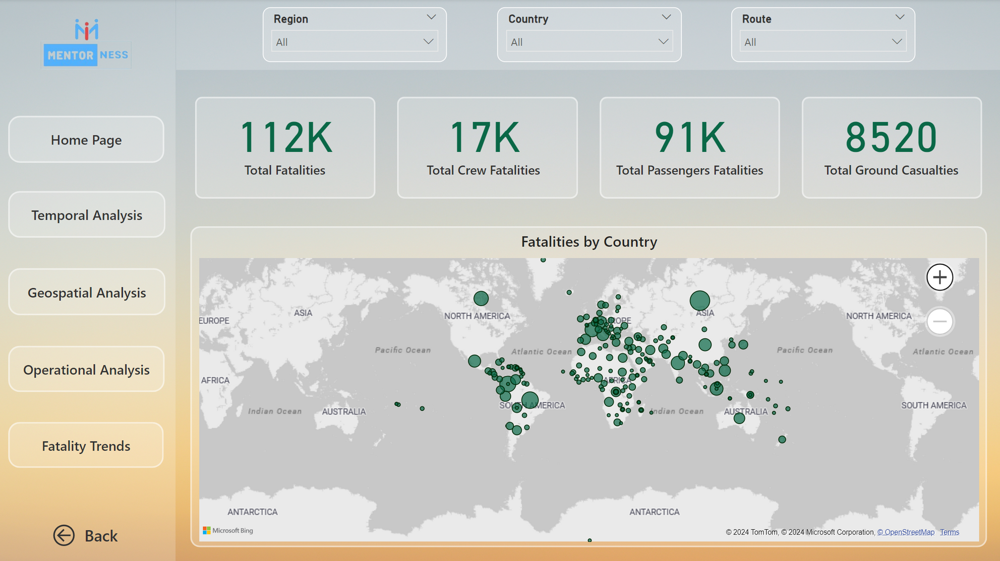 MENTOR NESS
Region
All
Country
All
Route
All
Home Page
Temporal Analysis
Geospatial Analysis
Operational Analysis
Fatality Trends
Back
112K
Total Fatalities
17K
Total Crew Fatalities
91K
Total Passengers Fatalities
8520
Total Ground Casualties
Fatalities by Country
EUROPE
ASIA
NORTH AMERICA
ROPE
ASIA
NORTH AMERICA
Pacific Ocean
Atlantic Ocean
Pacific Ocean
Atlantic Ocean
AFRICA
AFRICA
Indian Ocean
AUSTRALIA
SOUTH AMERICA
Indian Ocean
AUSTRALIA
SOUTH AMERICA
ANTARCTICA
ANTARCTICA
Microsoft Bing
© 2024 TomTom, © 2024 Microsoft Corporation, © OpenStreetMap Terms